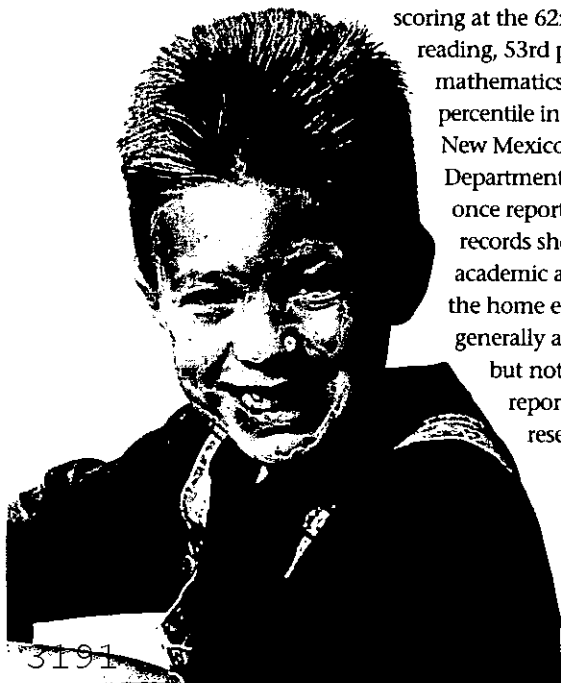 scoring at the 62
reading, 53rd p
mathematics
percentile in
New Mexico
Department
once report
records sh
academic a
the home e
generally a
but not
repor
rese
3191